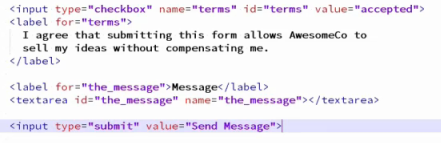 <input type="checkbox" name="terms" id="terms" value="accepted">
<label for="terms">
I agree that submitting this form allows AwesomeCo to
sell my ideas without compensating me.
</label>
<label for="the_message">Message</label>
<textarea id="the_message" name="the_message"></textarea>
<input type="submit" value="Send Message">